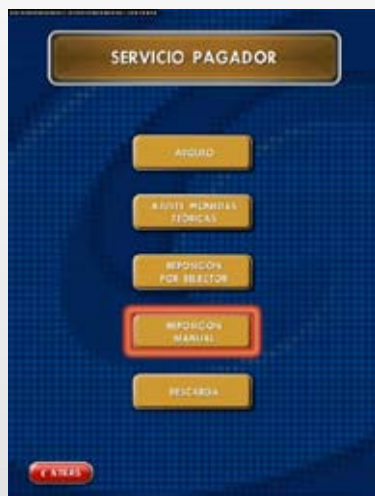 SERVICIO PAGADOR
ARQUEO
AJUSTE MONEDAS
TEÓRICAS
REPOSICIÓN
POR SELECTOR
REPOSICIÓN
MANUAL
DESCARGA
ATRÁS